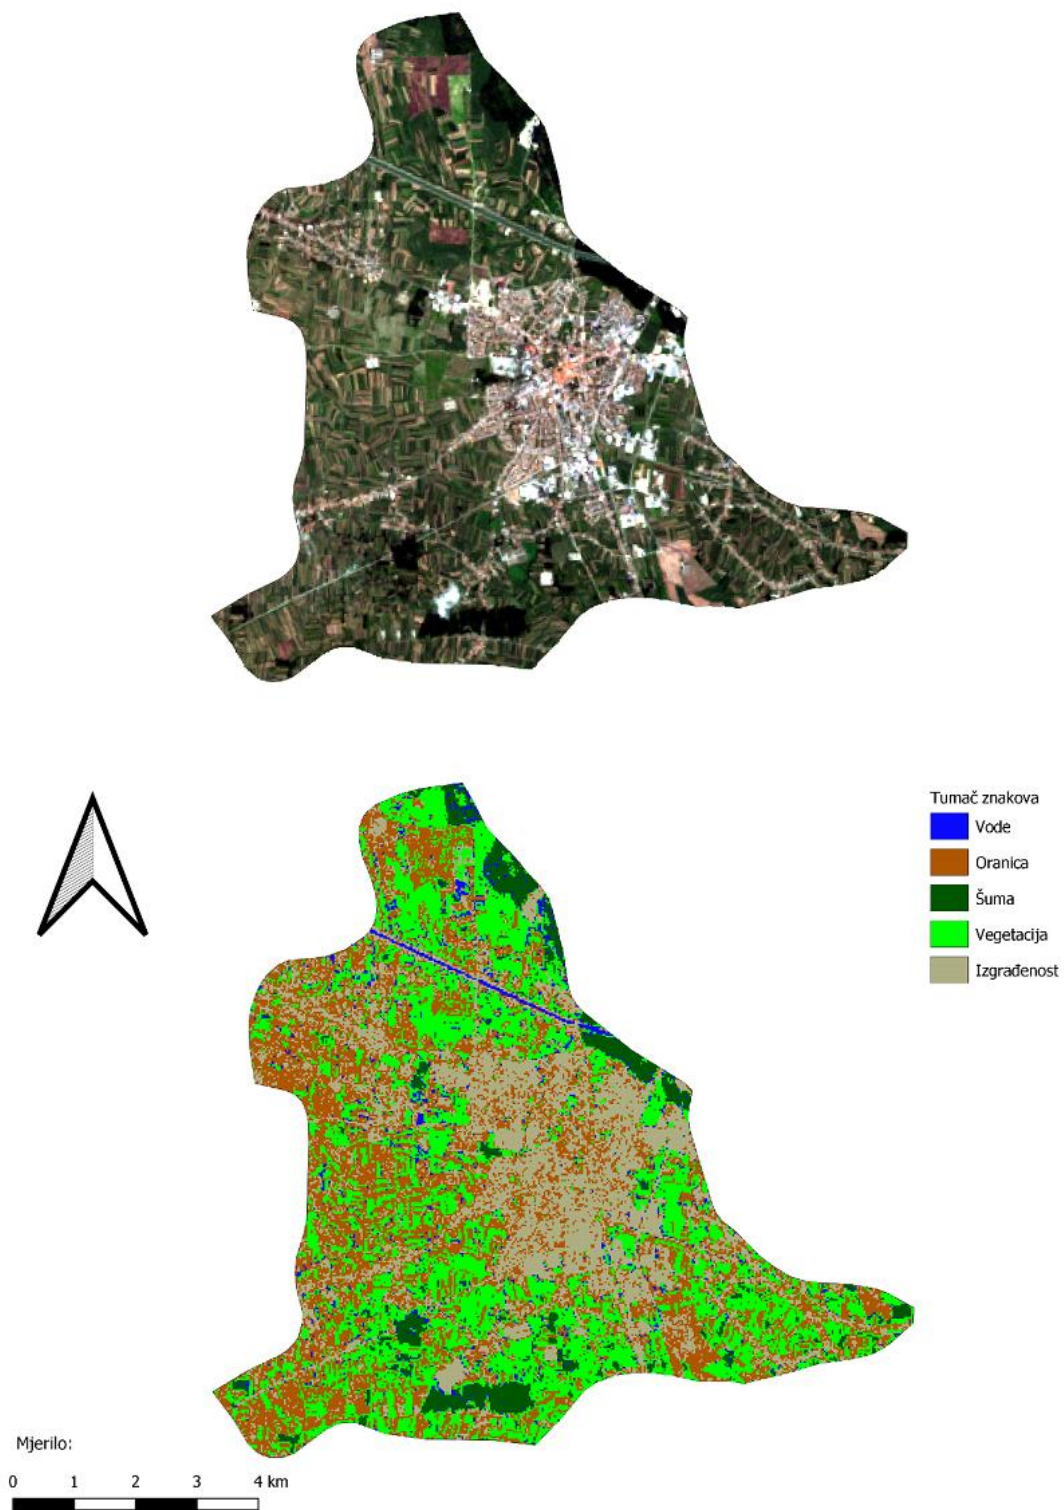 Tumač znakova
Vode
Oranica
Šuma
Vegetacija
Izgrađenost
Mjerilo:
0 1 2 3 4 km